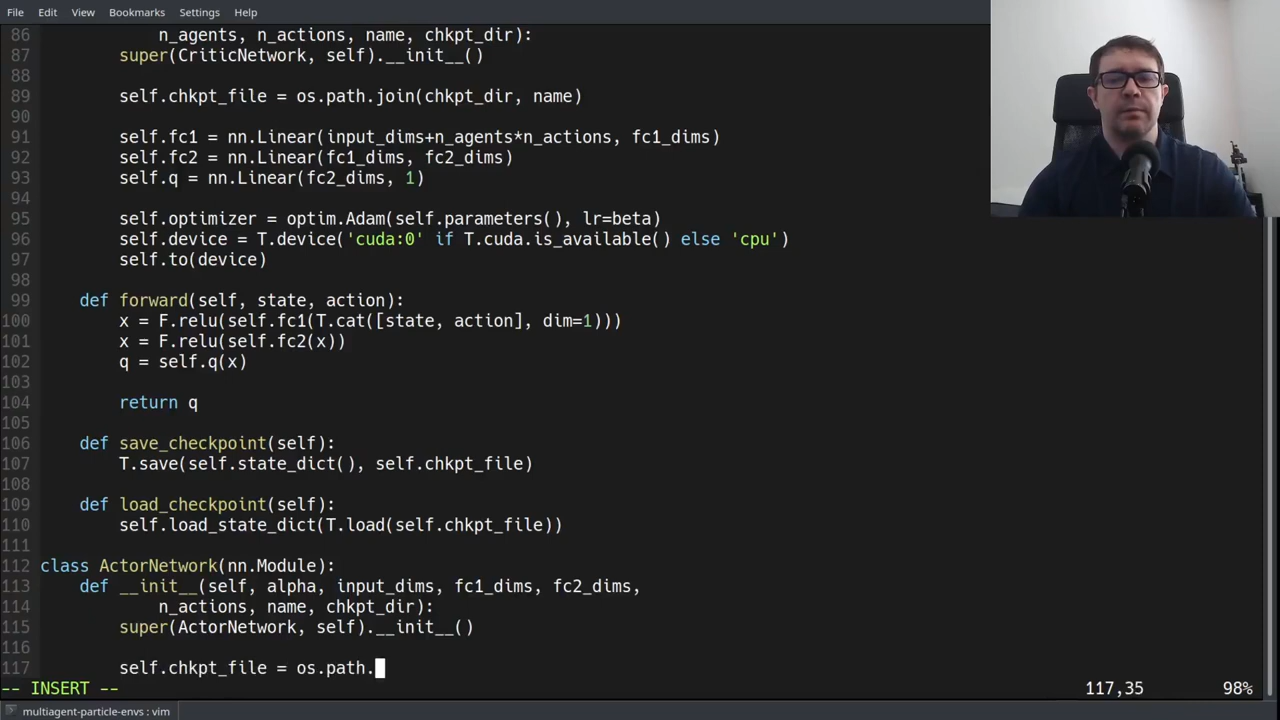 File Edit View Bookmarks Settings Help
86 n_agents, n_actions, name, chkpt_dir):
87 super(CriticNetwork, self).__init__()
88
89 self.chkpt_file = os.path.join(chkpt_dir, name)
90
91 self.fc1 = nn.Linear(input_dims+n_agents*n_actions, fc1_dims)
92 self.fc2 = nn.Linear(fc1_dims, fc2_dims)
93 self.q = nn.Linear(fc2_dims, 1)
94
95 self.optimizer = optim.Adam(self.parameters(), lr=beta)
96 self.device = T.device('cuda:0' if T.cuda.is_available() else 'cpu')
97 self.to(device)
98
99 def forward(self, state, action):
100 x = F.relu(self.fc1(T.cat([state, action], dim=1)))
101 x = F.relu(self.fc2(x))
102 q = self.q(x)
103
104 return q
105
106 def save_checkpoint(self):
107 T.save(self.state_dict(), self.chkpt_file)
108
109 def load_checkpoint(self):
110 self.load_state_dict(T.load(self.chkpt_file))
111
112 class ActorNetwork(nn.Module):
113 def __init__(self, alpha, input_dims, fc1_dims, fc2_dims,
114 n_actions, name, chkpt_dir):
115 super(ActorNetwork, self).__init__()
116
117 self.chkpt_file = os.path.
-- INSERT -- 117,35 98%
multiagent-particle-envs : vim